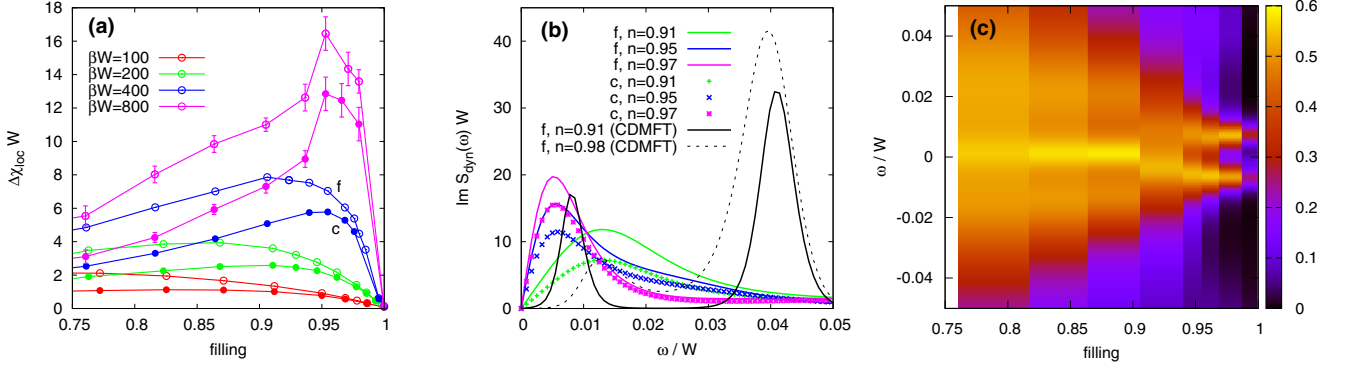 (a)
βW=100
βW=200
βW=400
βW=800
f
c
Δχloc W
18
16
14
12
10
8
6
4
2
0
0.75 0.8 0.85 0.9 0.95 1
filling
(b)
f, n=0.91
f, n=0.95
f, n=0.97
c, n=0.91
c, n=0.95
c, n=0.97
f, n=0.91 (CDMFT)
f, n=0.98 (CDMFT)
Im Sdyn(ω) W
40
30
20
10
0
0 0.01 0.02 0.03 0.04 0.05
ω / W
(c)
ω / W
0.04
0.02
0
-0.02
-0.04
0.75 0.8 0.85 0.9 0.95 1
filling
0.6
0.5
0.4
0.3
0.2
0.1
0